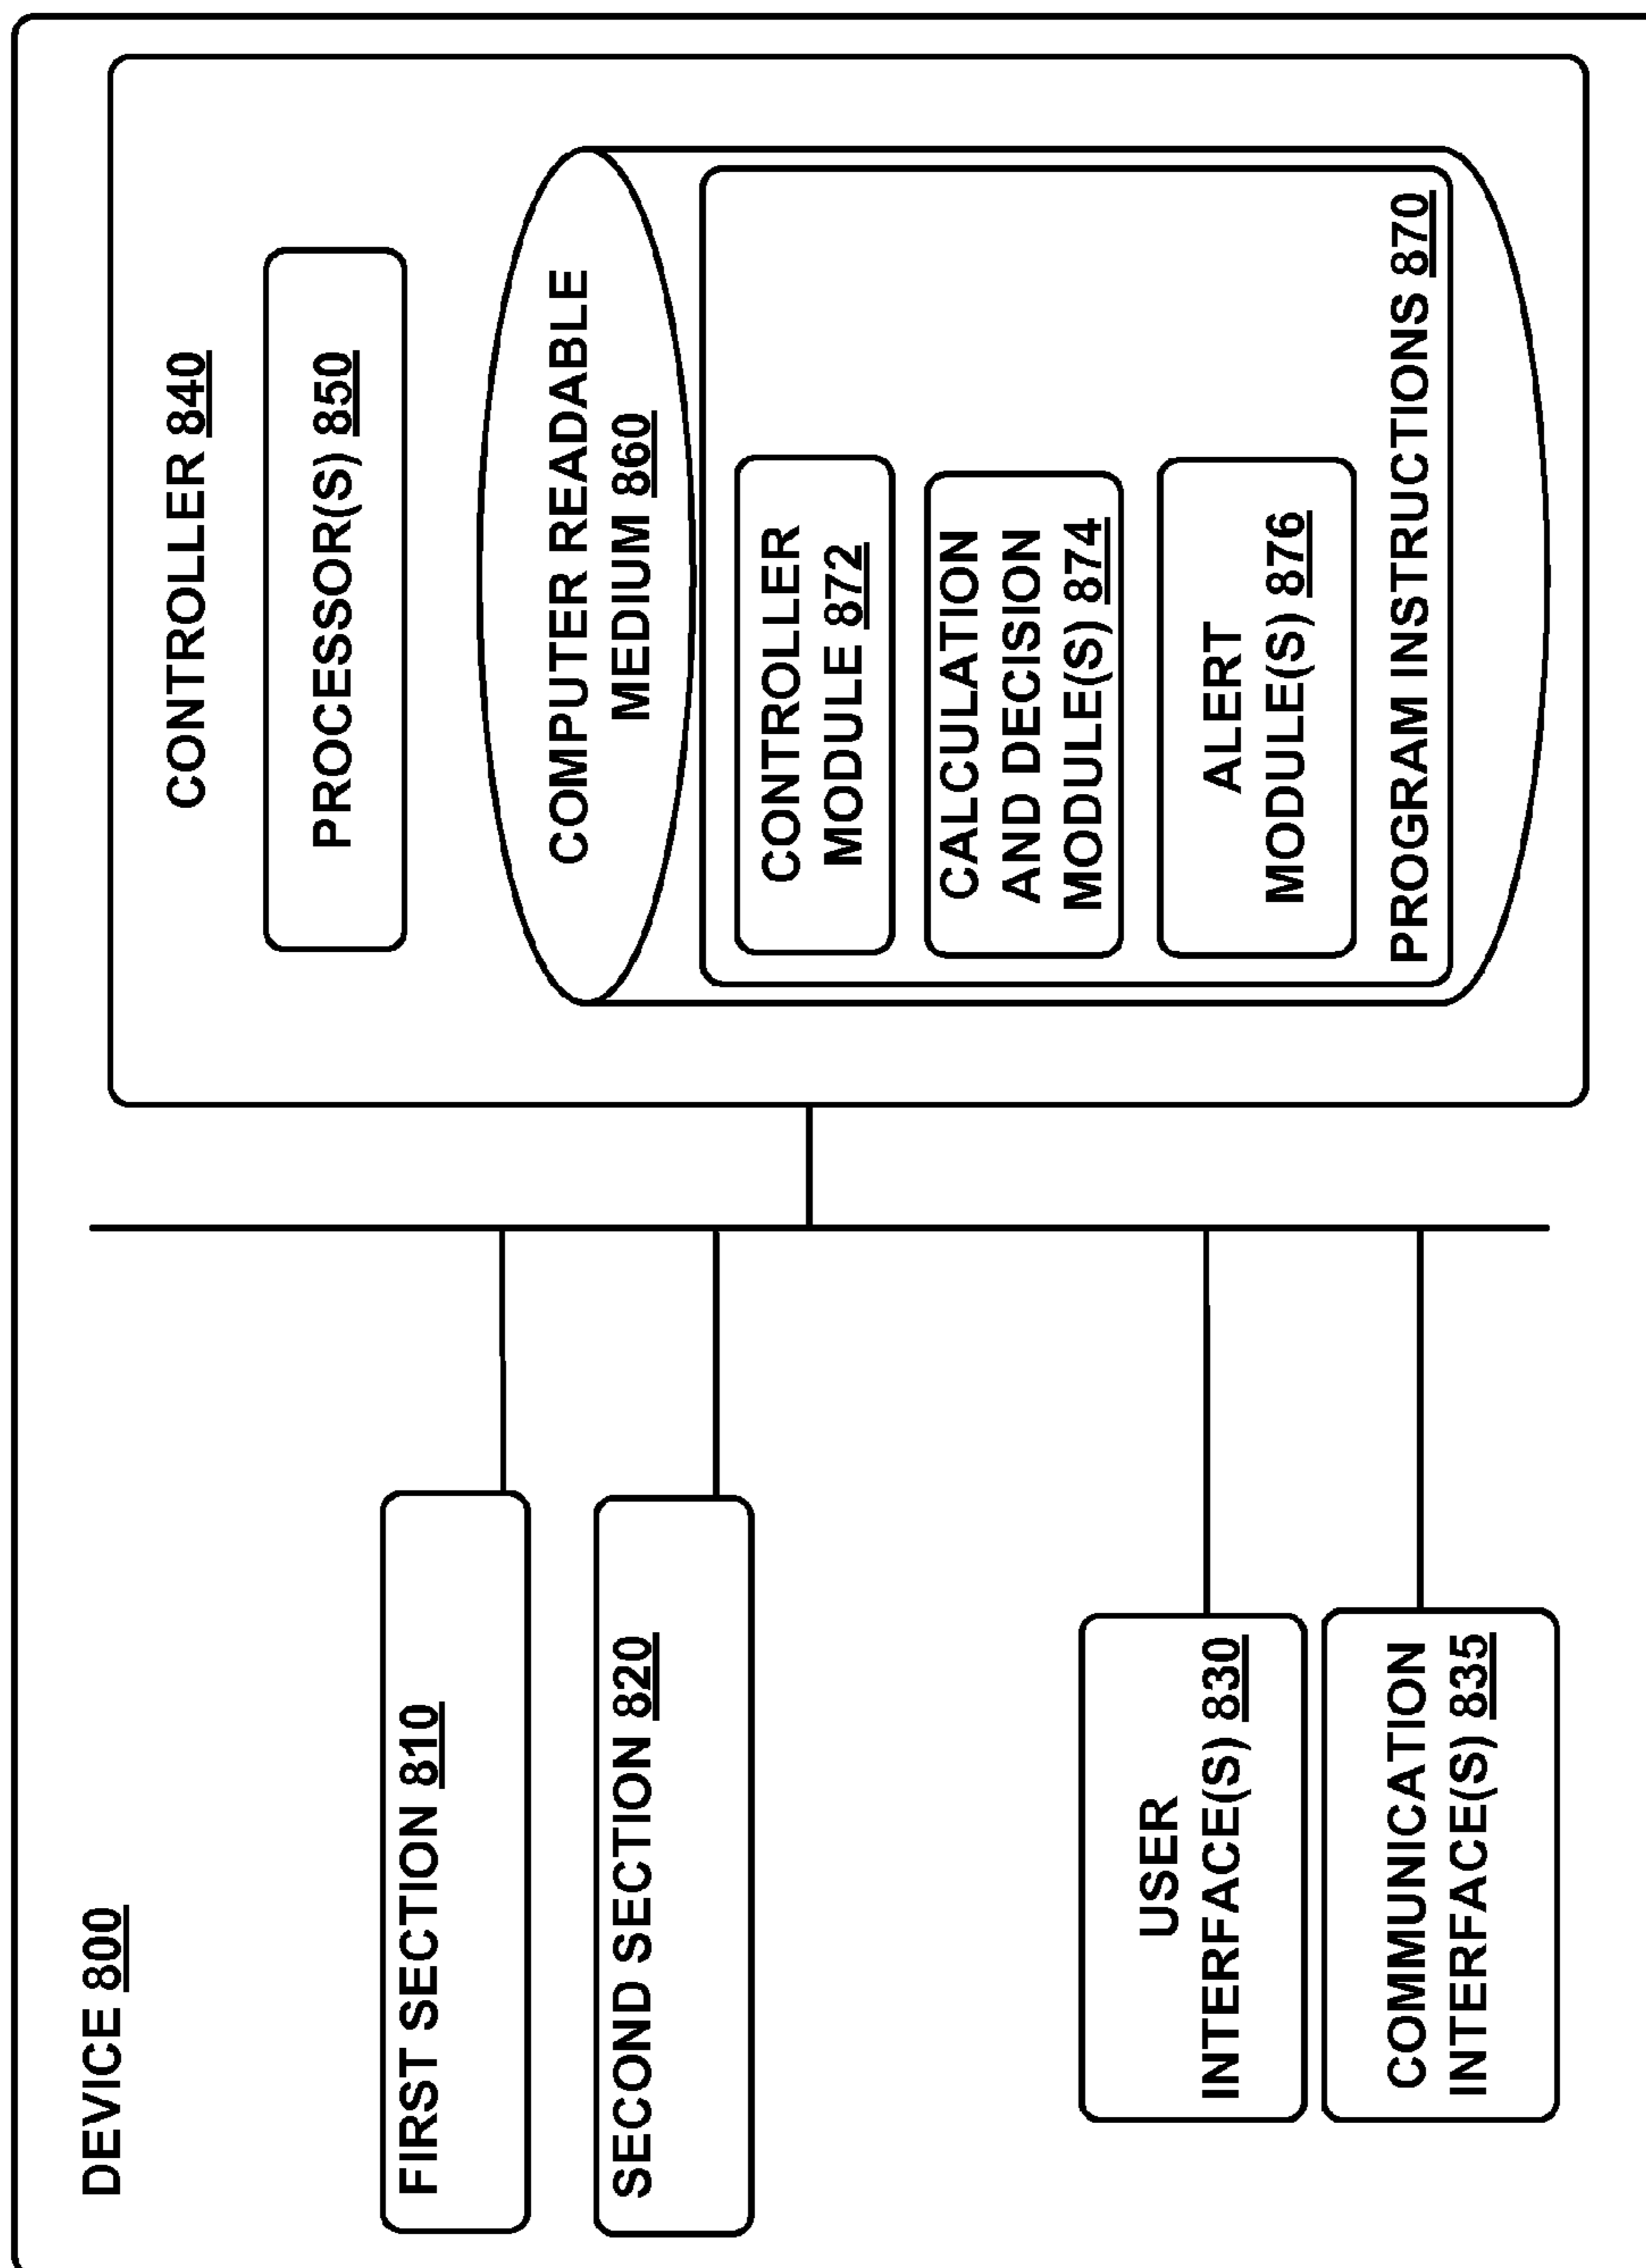 DEVICE 800
FIRST SECTION 810
SECOND SECTION 820
USER
INTERFACE(S) 830
COMMUNICATION
INTERFACE(S) 835
CONTROLLER 840
PROCESSOR(S) 850
COMPUTER READABLE
MEDIUM 860
CONTROLLER
MODULE 872
CALCULATION
AND DECISION
MODULE(S) 874
ALERT
MODULE(S) 876
PROGRAM INSTRUCTIONS 870